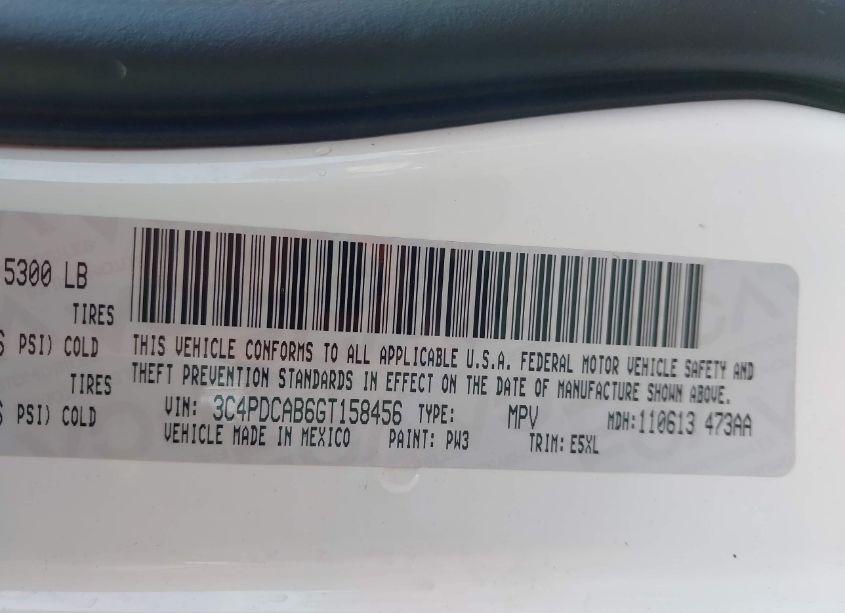 5300 LB
TIRES
PSI) COLD
TIRES
PSI) COLD
THIS VEHICLE CONFORMS TO ALL APPLICABLE U.S.A. FEDERAL MOTOR VEHICLE SAFETY AND
THEFT PREVENTION STANDARDS IN EFFECT ON THE DATE OF MANUFACTURE SHOWN ABOVE.
VIN: 3C4PDCAB6GT158456 TYPE: MPV MDH:110613 473AA
VEHICLE MADE IN MEXICO PAINT: PW3 TRIM: E5XL